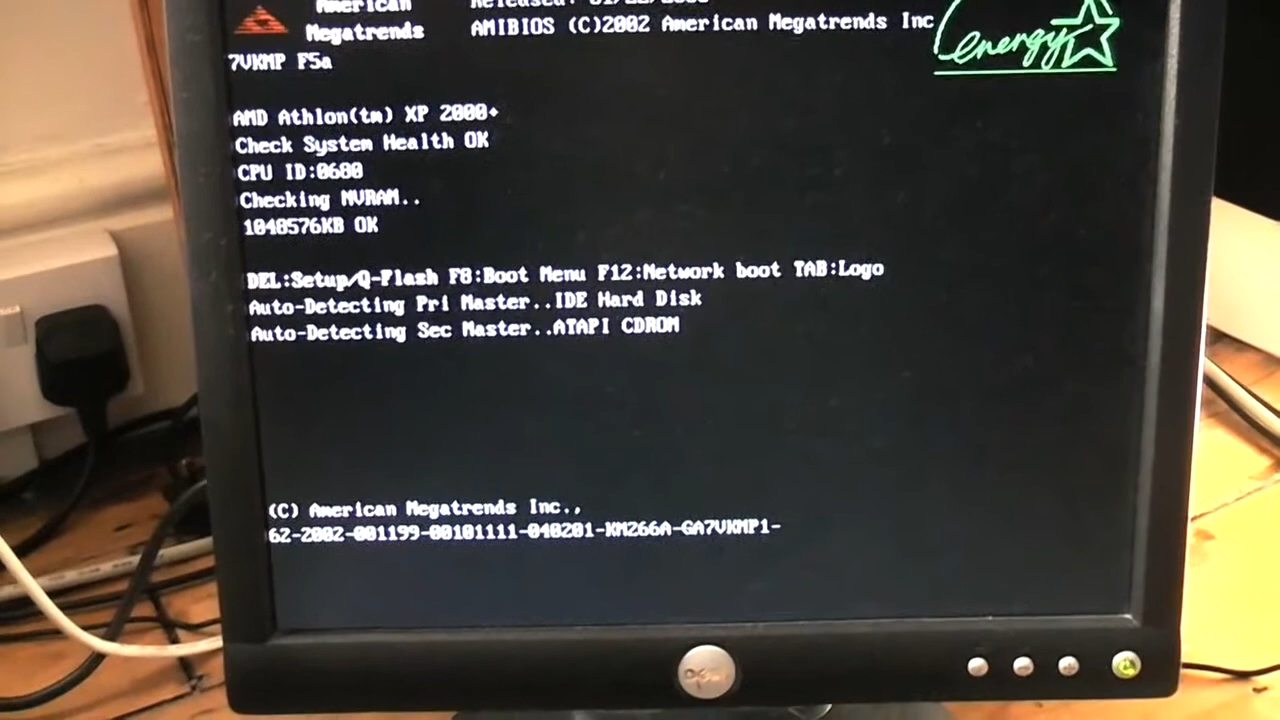 American
Megatrends
AMIBIOS (C)2002 American Megatrends Inc
energy
7VKMP F5a
AMD Athlon(tm) XP 2000+
Check System Health OK
CPU ID:0680
Checking NVRAM..
1048576KB OK
DEL:Setup/Q-Flash F8:Boot Menu F12:Network boot TAB:Logo
Auto-Detecting Pri Master..IDE Hard Disk
Auto-Detecting Sec Master..ATAPI CDROM
(C) American Megatrends Inc.,
62-2002-001199-00101111-040201-KM266A-GA7VKMP1-